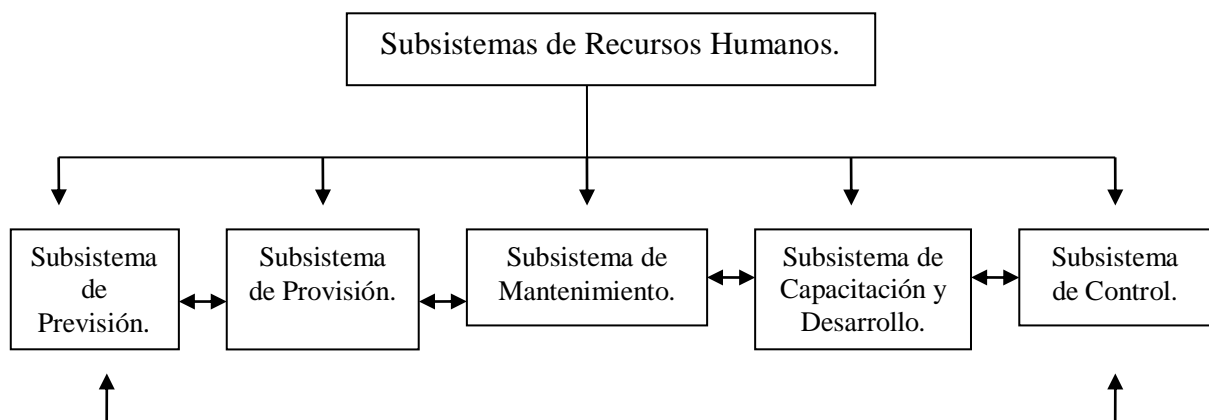 Subsistemas de Recursos Humanos.
Subsistema
de
Previsión.
Subsistema
de Provisión.
Subsistema de
Mantenimiento.
Subsistema de
Capacitación y
Desarrollo.
Subsistema
de Control.